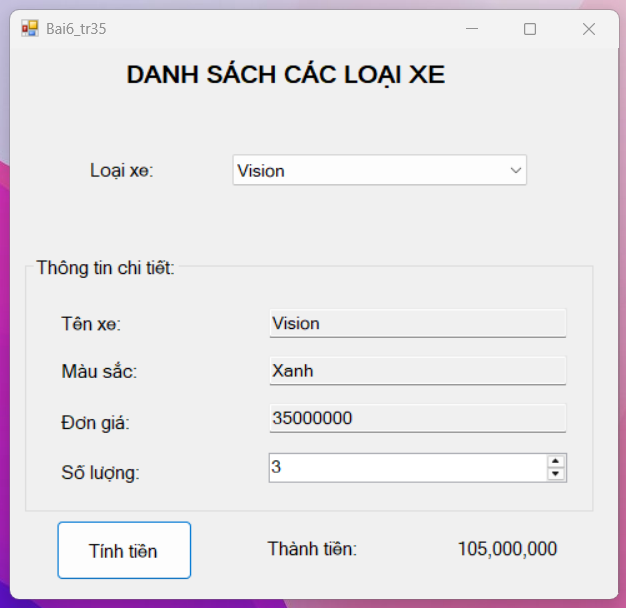 Bai6_tr35
DANH SÁCH CÁC LOẠI XE
Loại xe: Vision
Thông tin chi tiết:
Tên xe: Vision
Màu sắc: Xanh
Đơn giá: 35000000
Số lượng: 3
Tính tiền Thành tiền: 105,000,000